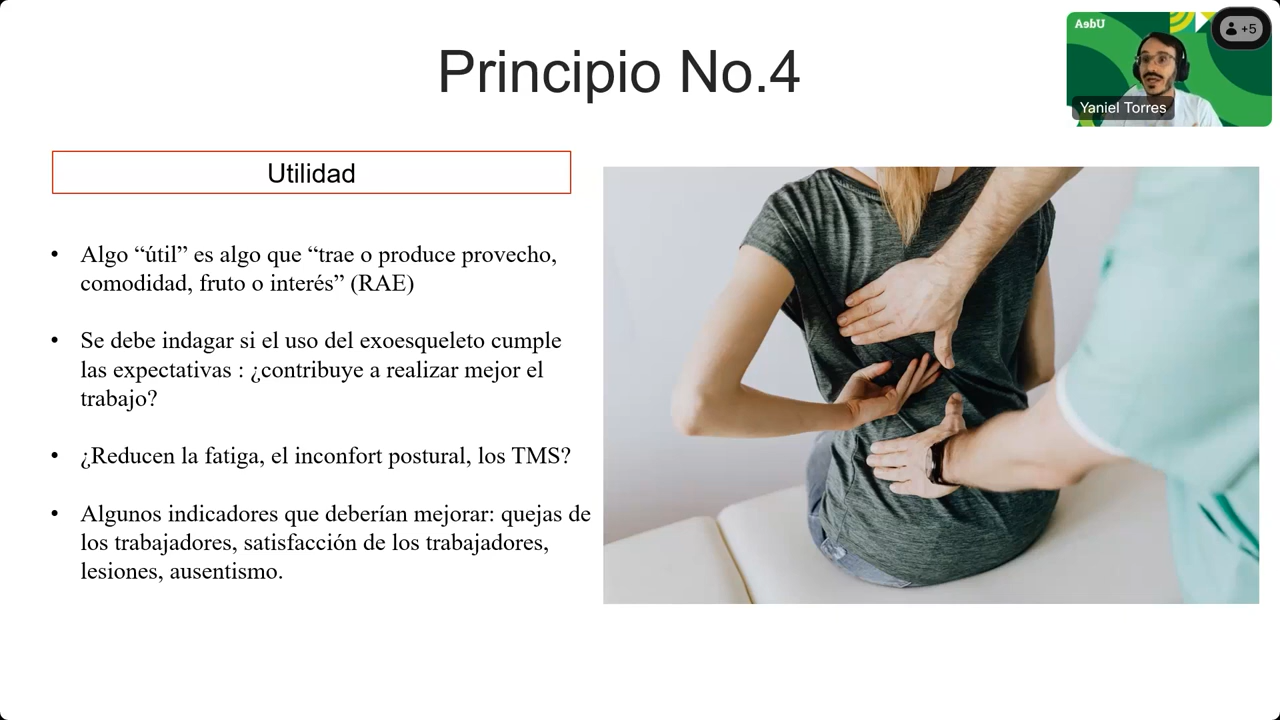 Principio No.4
UdeA
+5
Yaniel Torres
Utilidad
• Algo “útil” es algo que “trae o produce provecho,
comodidad, fruto o interés” (RAE)
• Se debe indagar si el uso del exoesqueleto cumple
las expectativas : ¿contribuye a realizar mejor el
trabajo?
• ¿Reducen la fatiga, el inconfort postural, los TMS?
• Algunos indicadores que deberían mejorar: quejas de
los trabajadores, satisfacción de los trabajadores,
lesiones, ausentismo.